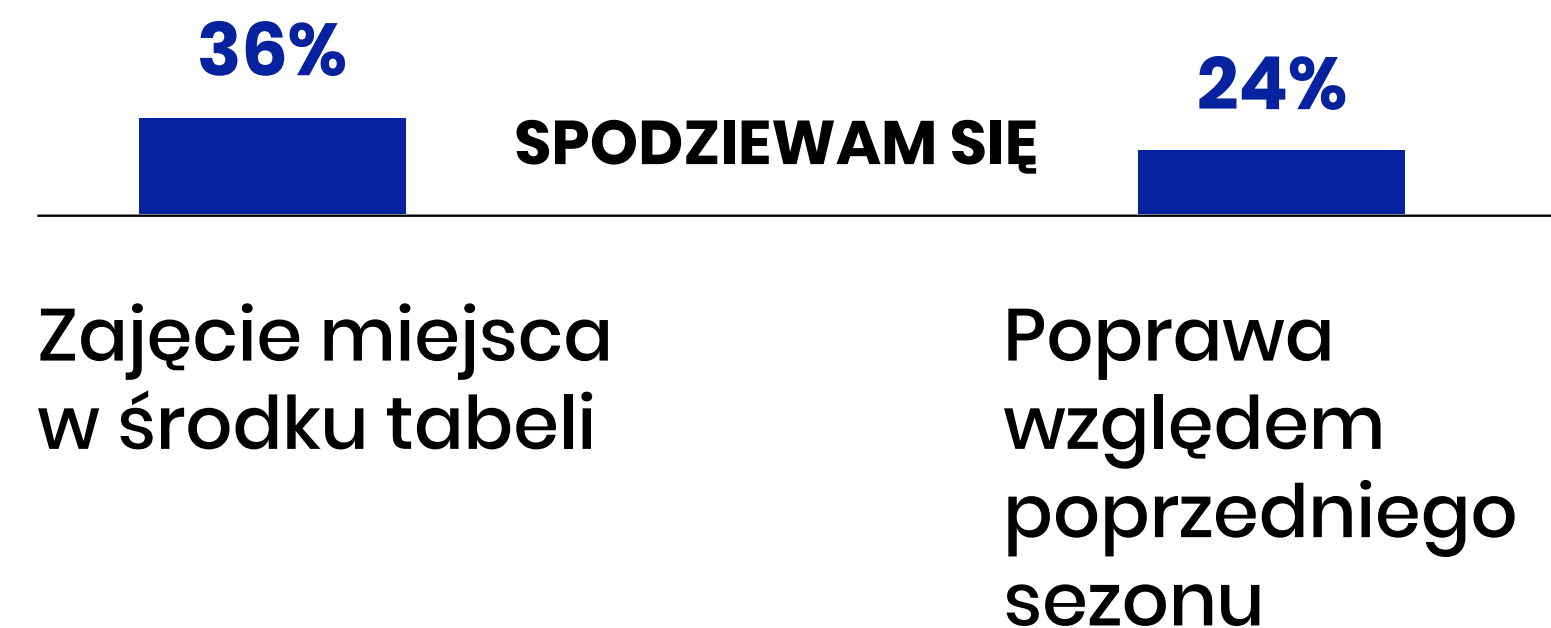 36%
24%
SPODZIEWAM SIĘ
Zajęcie miejsca
w środku tabeli
Poprawa
względem
poprzedniego
sezonu